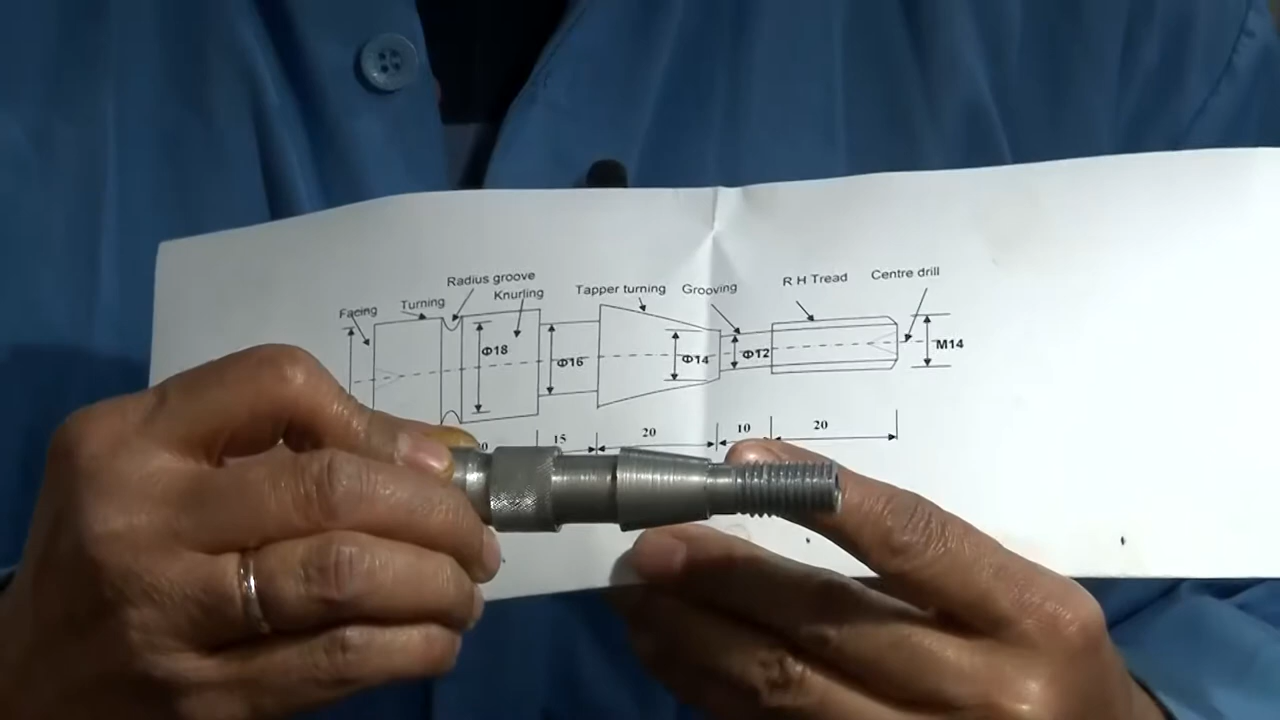 Facing
Turning
Radius groove
Knurling
Tapper turning
Grooving
R H Tread
Centre drill
Φ18
Φ16
Φ14
Φ12
M14
15
20
10
20